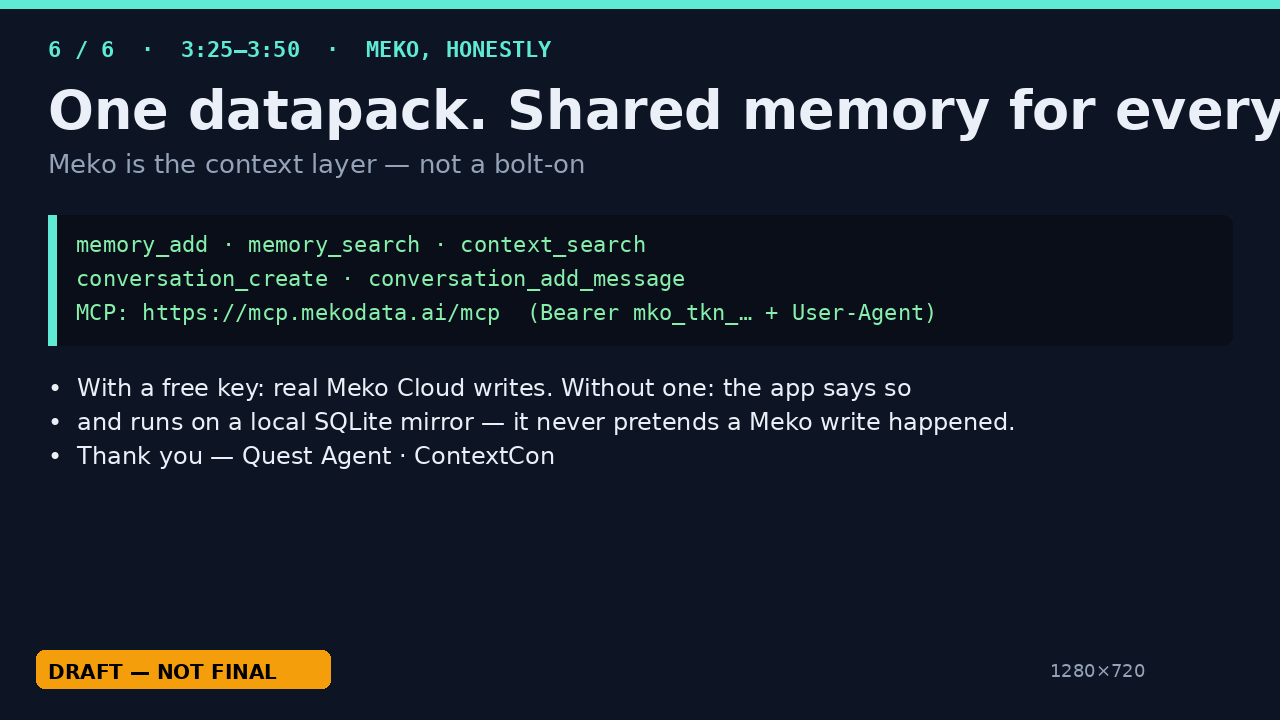 6 / 6 · 3:25–3:50 · MEKO, HONESTLY
One datapack. Shared memory for every
Meko is the context layer — not a bolt-on
memory_add · memory_search · context_search
conversation_create · conversation_add_message
MCP: https://mcp.mekodata.ai/mcp (Bearer mko_tkn_… + User-Agent)
• With a free key: real Meko Cloud writes. Without one: the app says so
• and runs on a local SQLite mirror — it never pretends a Meko write happened.
• Thank you — Quest Agent · ContextCon
DRAFT — NOT FINAL
1280×720